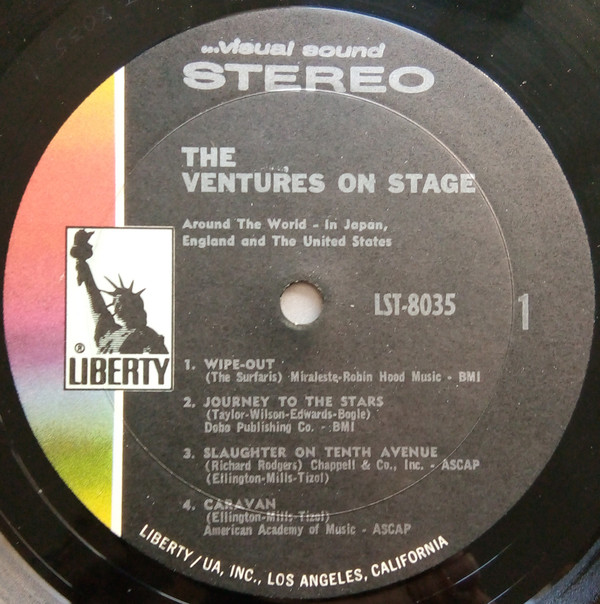 ...visual sound
STEREO
THE
VENTURES ON STAGE
Around The World - In Japan,
England and The United States
LST-8035
1
® LIBERTY
1. WIPE-OUT
(The Surfaris) Miraleste-Robin Hood Music - BMI
2. JOURNEY TO THE STARS
(Taylor-Wilson-Edwards-Bogle)
Dobo Publishing Co. - BMI
3. SLAUGHTER ON TENTH AVENUE
(Richard Rodgers) Chappell & Co., Inc. - ASCAP
(Ellington-Mills-Tizol)
4. CARAVAN
(Ellington-Mills-Tizol)
American Academy of Music - ASCAP
LIBERTY/UA, INC., LOS ANGELES, CALIFORNIA